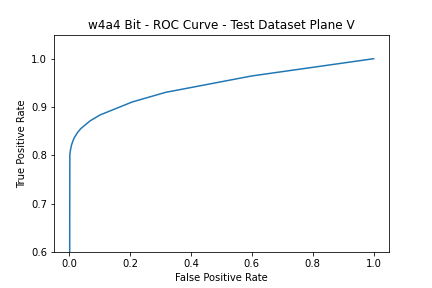 w4a4 Bit - ROC Curve - Test Dataset Plane V
1.0
0.9
0.8
0.7
0.6
True Positive Rate
0.0 0.2 0.4 0.6 0.8 1.0
False Positive Rate